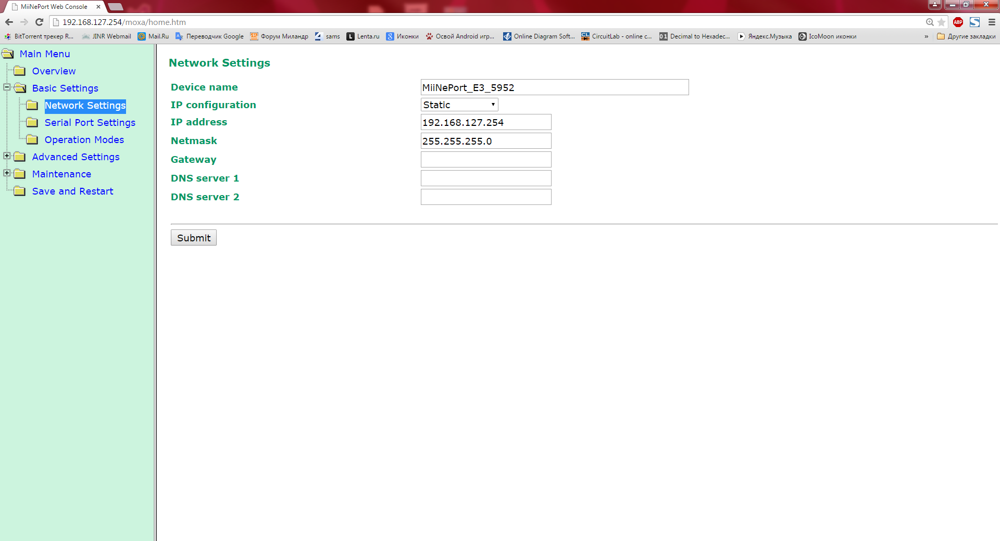 MiiNePort Web Console
192.168.127.254/moxa/home.htm
ABP
BitTorrent трекер R... JINR Webmail Mail.Ru Переводчик Google Форум Миландр sams Lenta.ru Иконки Освой Android игр... Online Diagram Soft... CircuitLab - online c... Decimal to Hexadec... Яндекс.Музыка IcoMoon иконки » Другие закладки
Main Menu
Overview
Basic Settings
Network Settings
Serial Port Settings
Operation Modes
Advanced Settings
Maintenance
Save and Restart
Network Settings
Device name MiiNePort_E3_5952
IP configuration Static
IP address 192.168.127.254
Netmask 255.255.255.0
Gateway
DNS server 1
DNS server 2
Submit